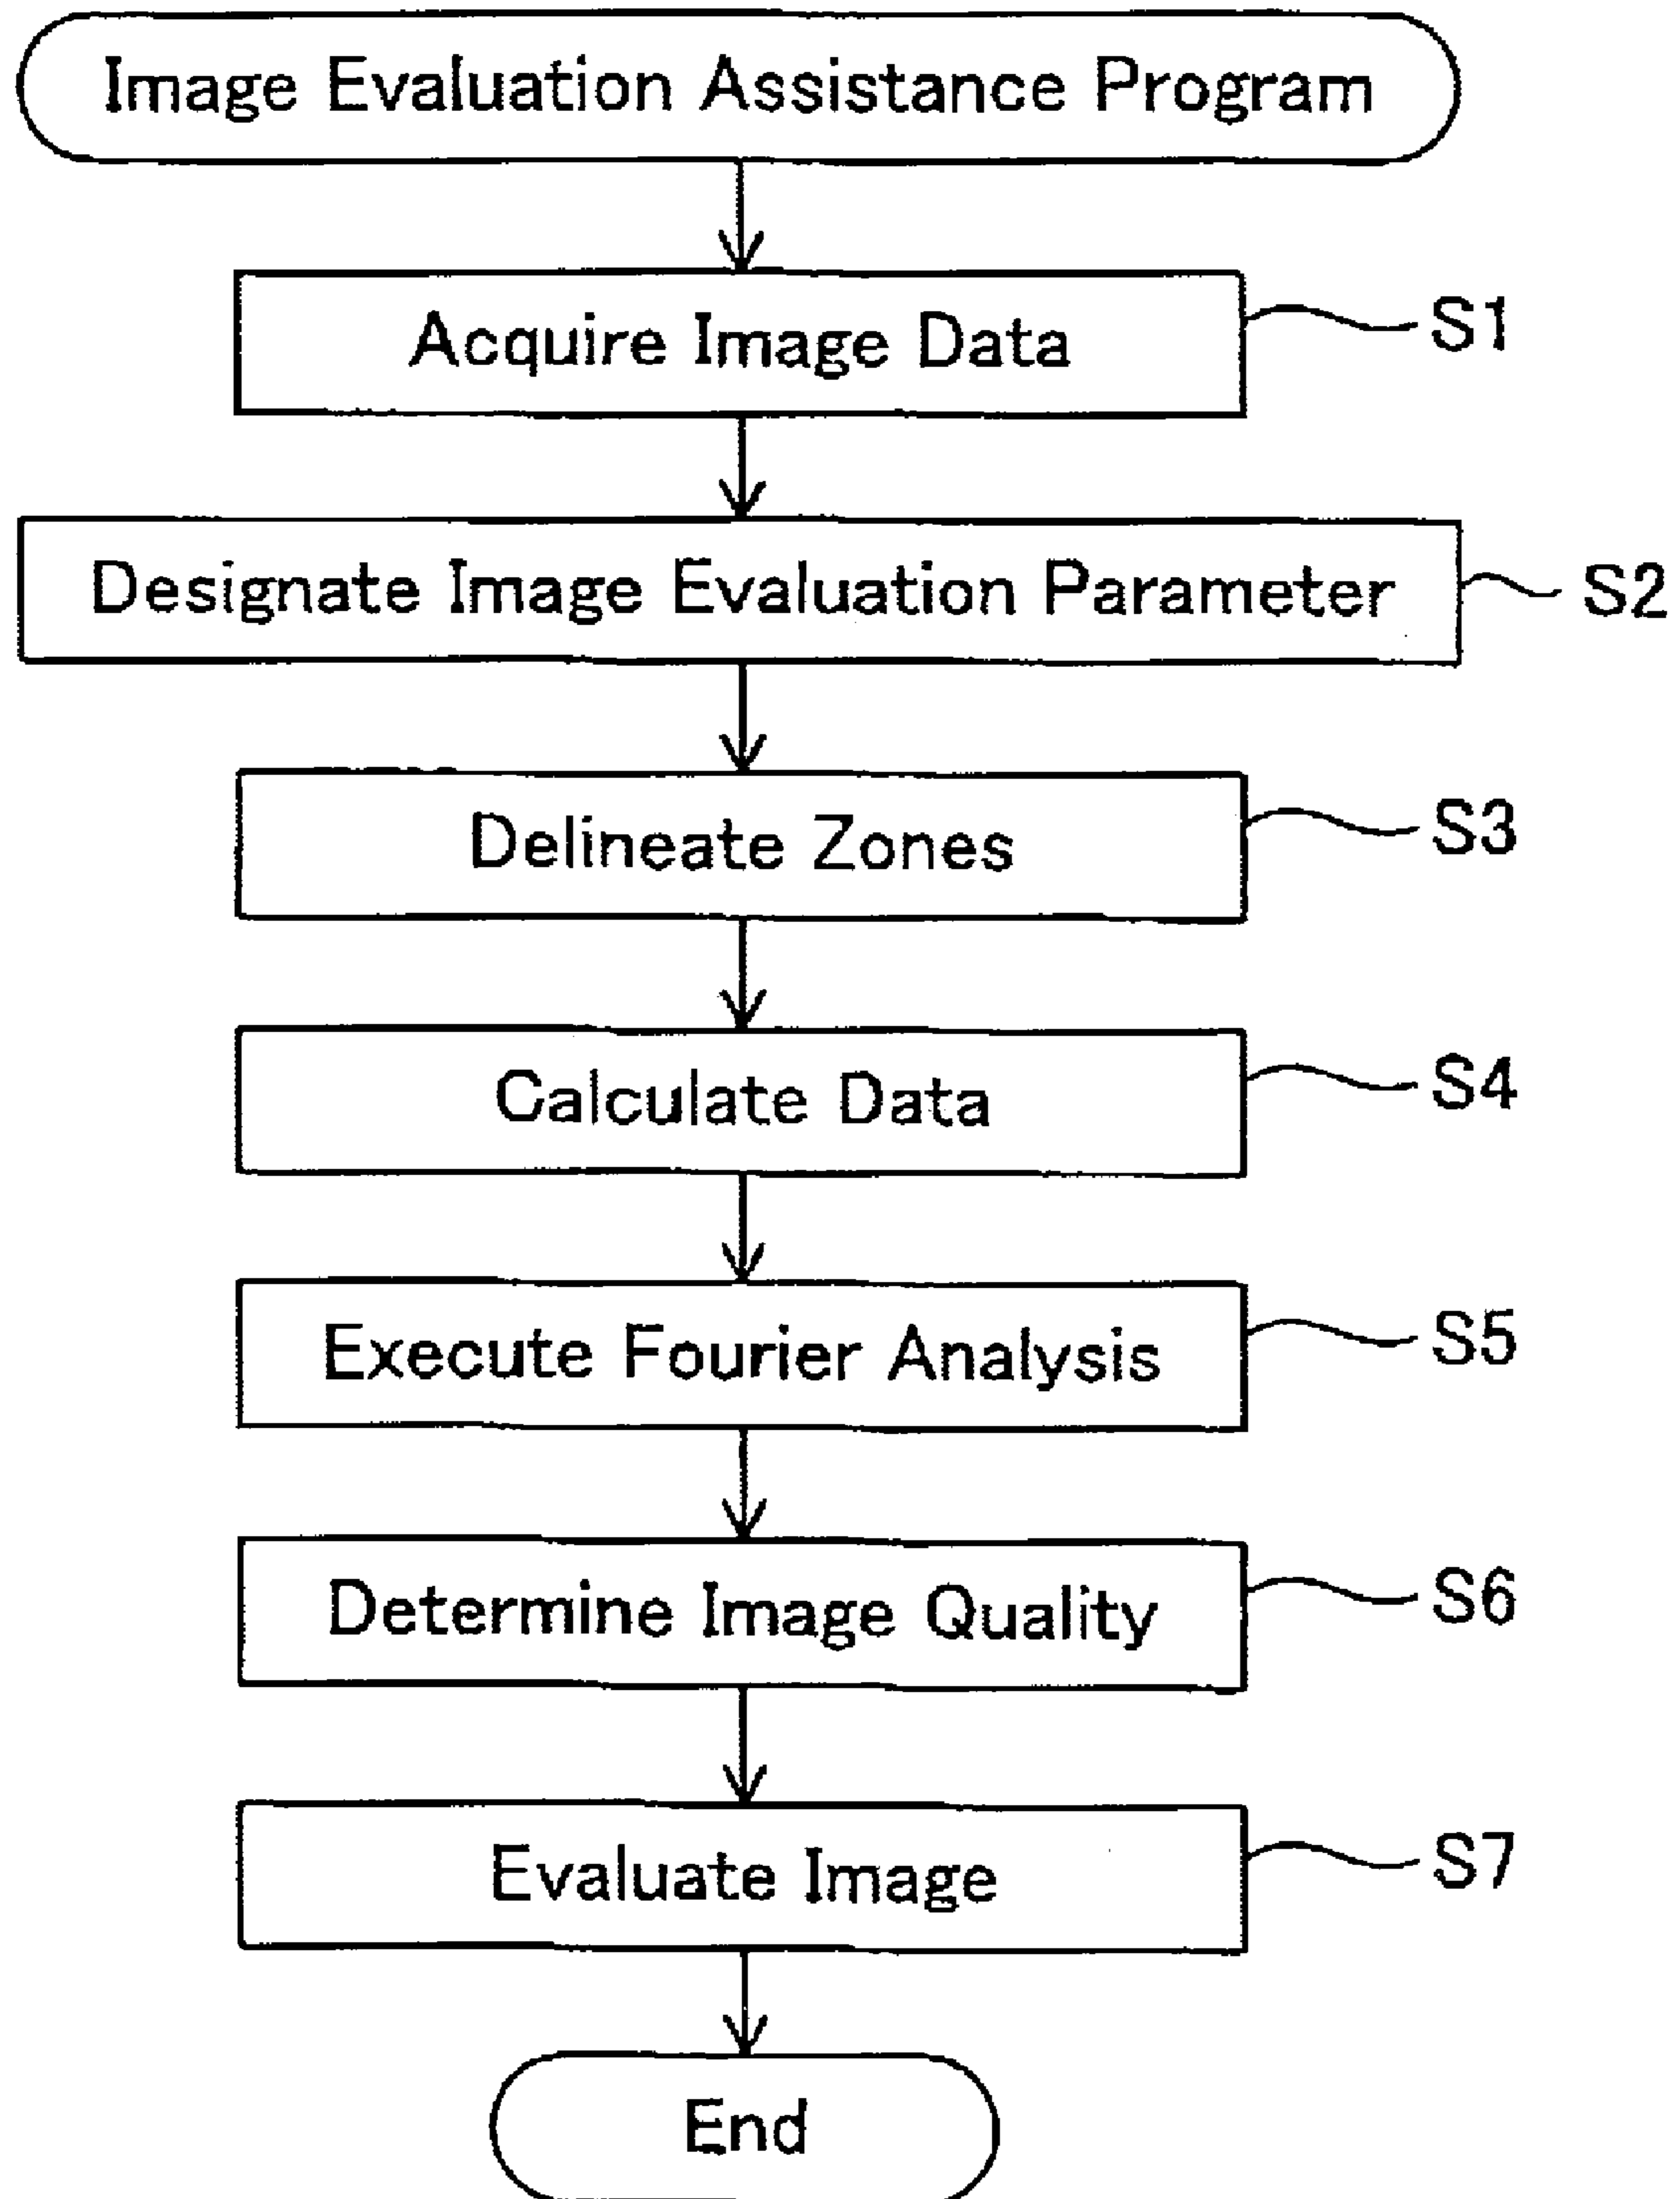 Image Evaluation Assistance Program
Acquire Image Data
S1
Designate Image Evaluation Parameter
S2
Delineate Zones
S3
Calculate Data
S4
Execute Fourier Analysis
S5
Determine Image Quality
S6
Evaluate Image
S7
End